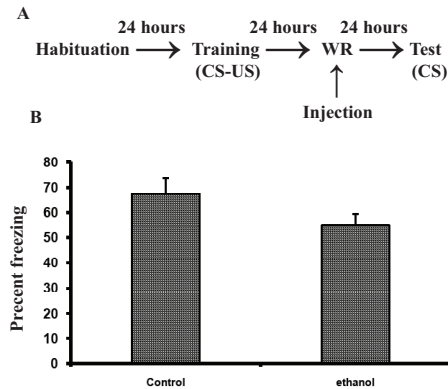 A
24 hours 24 hours 24 hours
Habituation Training WR Test
(CS-US) (CS)
Injection
B
80
70
60
50
40
30
20
10
0
Precent freezing
Control ethanol